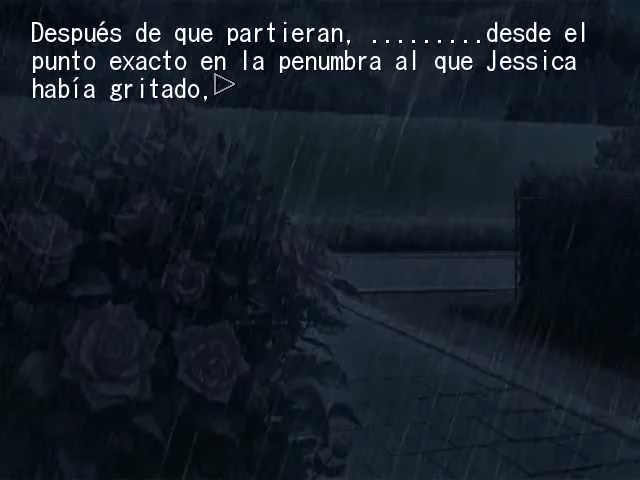 Después de que partieran, .........desde el
punto exacto en la penumbra al que Jessica
había gritado,